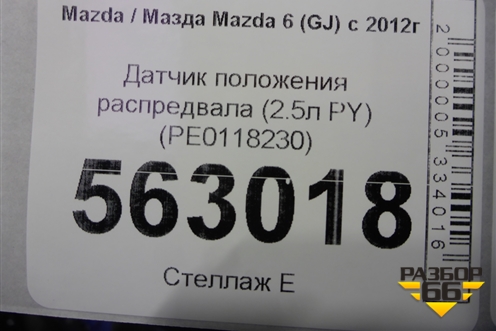 Mazda / Мазда Mazda 6 (GJ) с 2012г
Датчик положения
распредвала (2.5л PY)
(PE0118230)
563018
Стеллаж Е
2000005334016
РАЗБОР
66